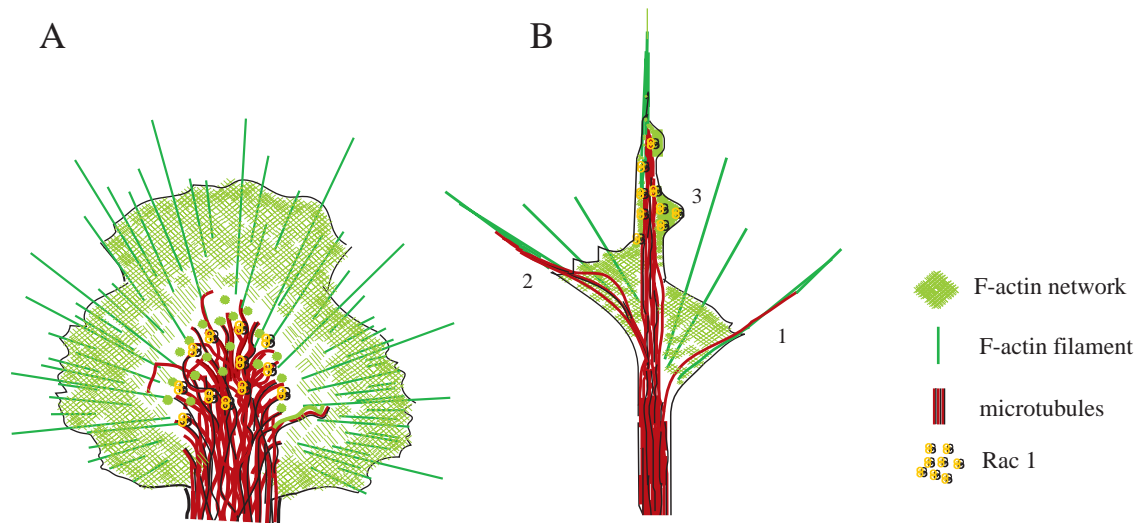 A
B
3
2
1
F-actin network
F-actin filament
microtubules
Rac 1